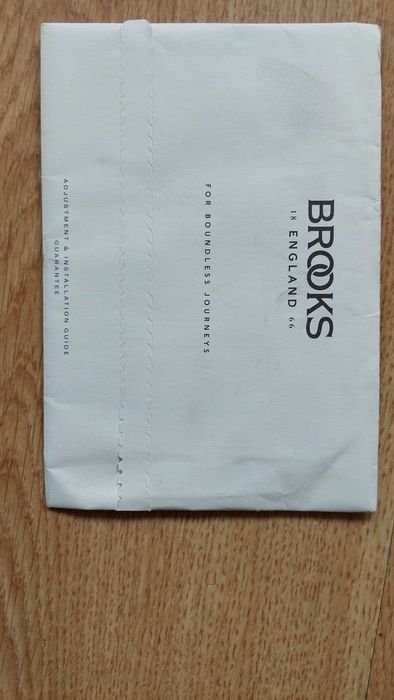 BROOKS
18 ENGLAND 66
FOR BOUNDLESS JOURNEYS
ADJUSTMENT & INSTALLATION GUIDE
GUARANTEE